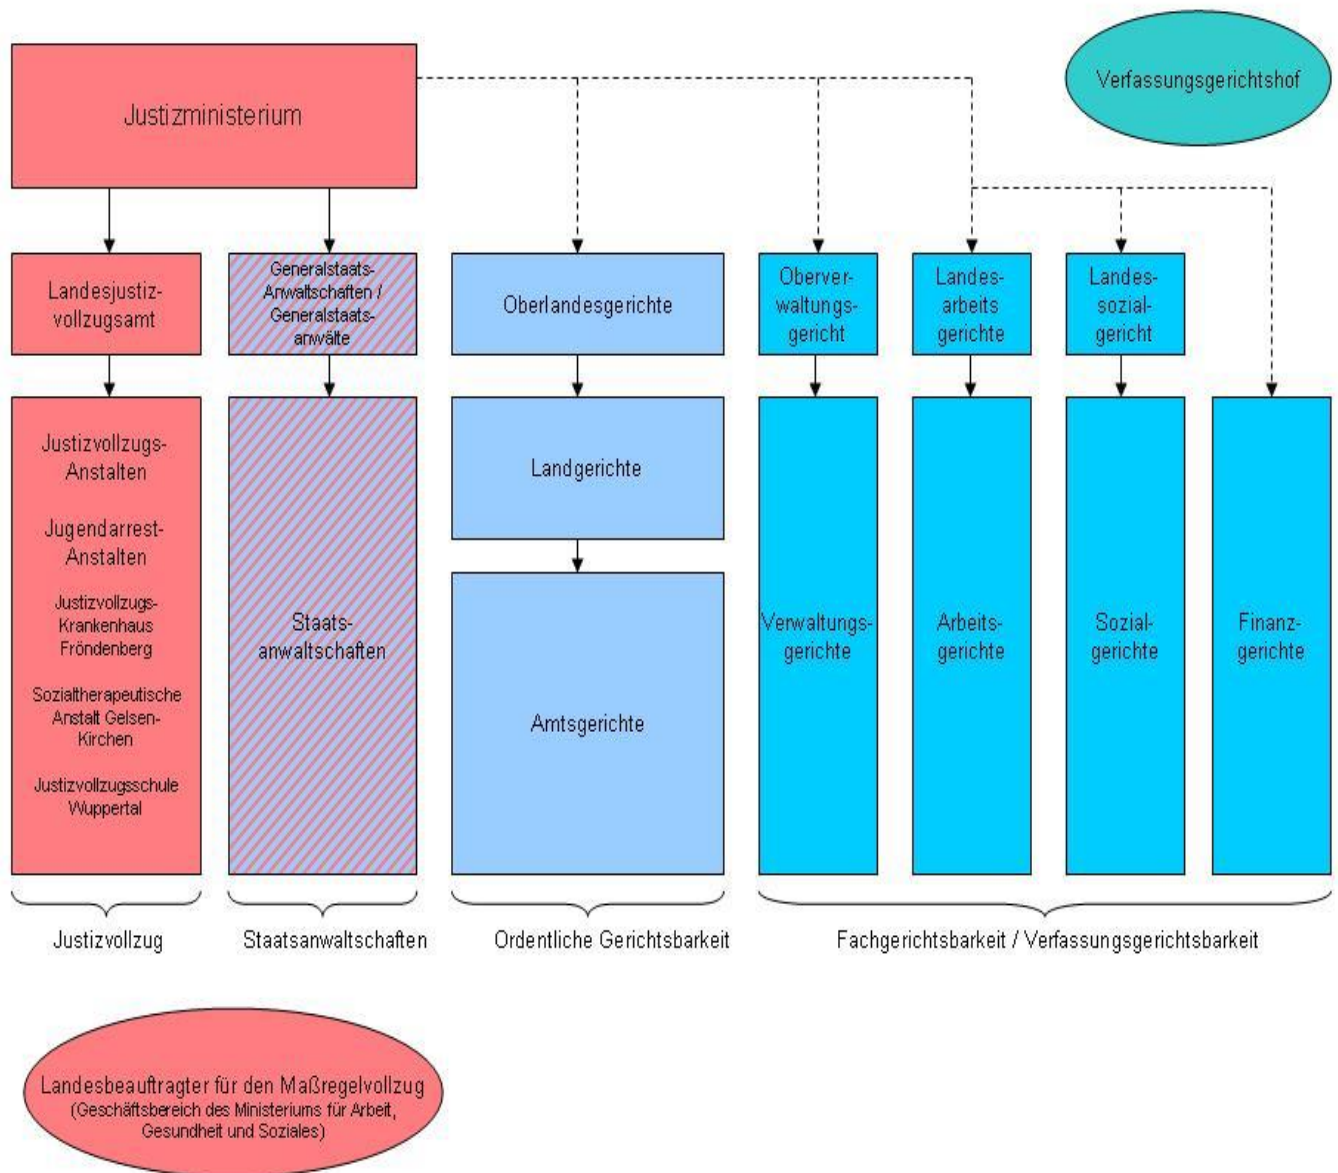 Justizministerium
Verfassungsgerichtshof
Landesjustiz-
vollzugsamt
Generalstaats-
Anwaltschaften /
Generalstaats-
anwälte
Oberlandesgerichte
Oberver-
waltungs-
gericht
Landes-
arbeits
gerichte
Landes-
sozial-
gericht
Justizvollzugs-
Anstalten
Jugendarrest-
Anstalten
Justizvollzugs-
Krankenhaus
Fröndenberg
Sozialtherapeutische
Anstalt Gelsen-
Kirchen
Justizvollzugsschule
Wuppertal
Staats-
anwaltschaften
Landgerichte
Amtsgerichte
Verwaltungs-
gerichte
Arbeits-
gerichte
Sozial-
gerichte
Finanz-
gerichte
Justizvollzug
Staatsanwaltschaften
Ordentliche Gerichtsbarkeit
Fachgerichtsbarkeit / Verfassungsgerichtsbarkeit
Landesbeauftragter für den Maßregelvollzug
(Geschäftsbereich des Ministeriums für Arbeit,
Gesundheit und Soziales)